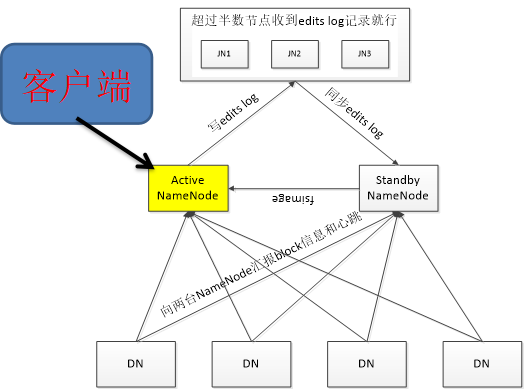 超过半数节点收到edits log记录就行
JN1
JN2
JN3
客户端
写edits log
同步edits log
Active
NameNode
Standby
NameNode
fsimage
向两台NameNode汇报block信息和心跳
DN
DN
DN
DN